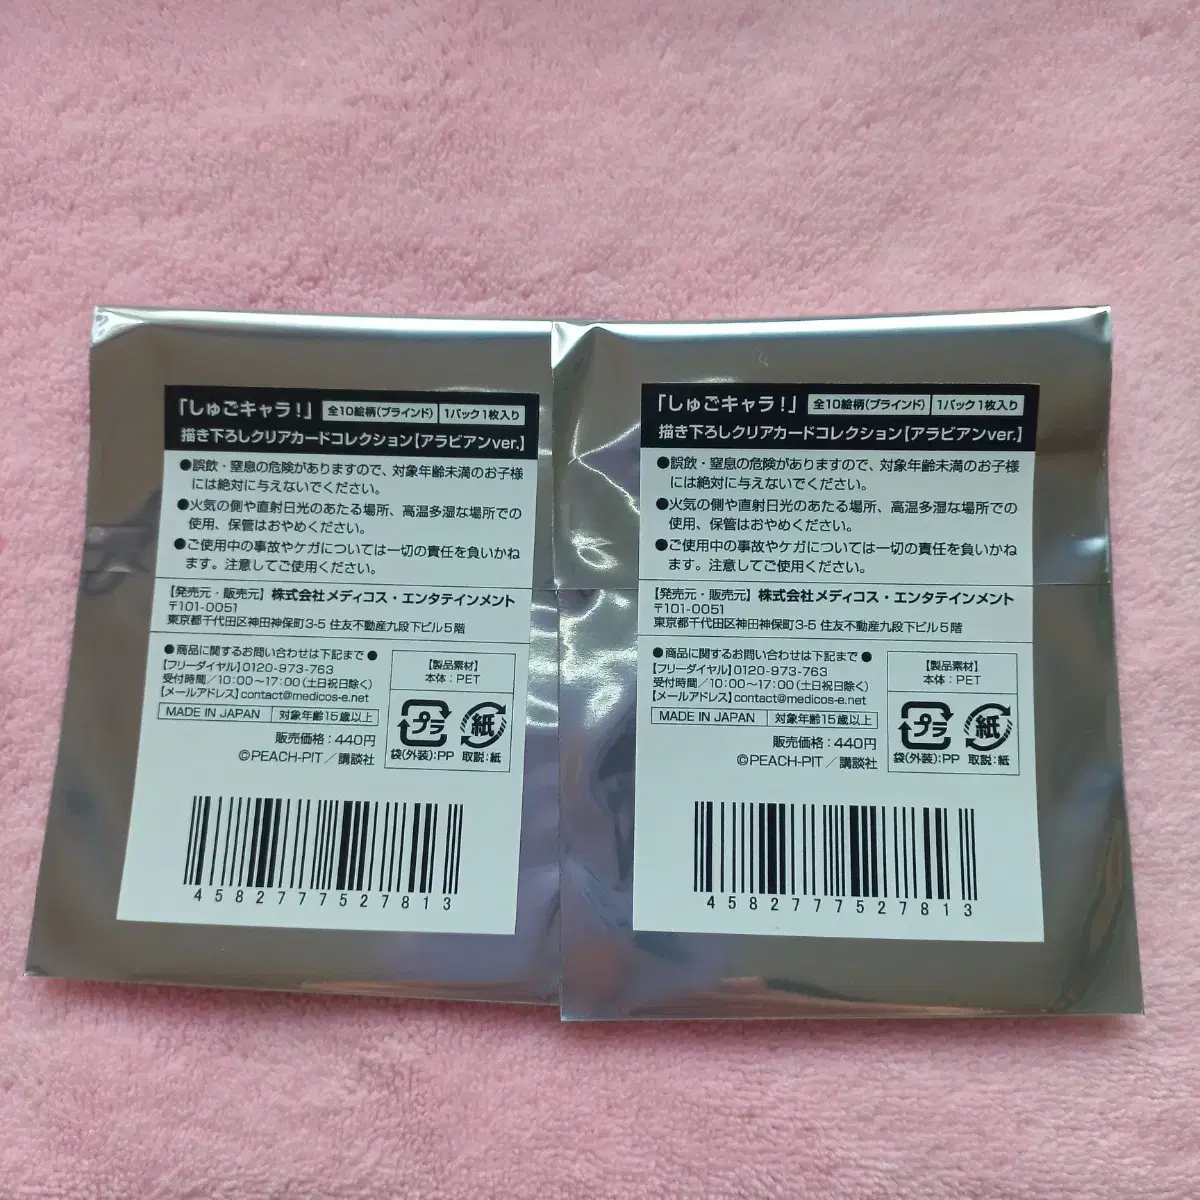 「しゅごキャラ！」 全10絵柄(ブラインド) 1パック1枚入り
描き下ろしクリアカードコレクション【アラビアンver.】
●誤飲・窒息の危険がありますので、対象年齢未満のお子様
には絶対に与えないでください。
●火気の側や直射日光のあたる場所、高温多湿な場所での
使用、保管はおやめください。
●ご使用中の事故やケガについては一切の責任を負いかね
ます。注意してご使用ください。
【発売元・販売元】株式会社メディコス・エンタテインメント
〒101-0051
東京都千代田区神田神保町3-5 住友不動産九段下ビル5階
●商品に関するお問い合わせは下記まで●
【フリーダイヤル】0120-973-763
受付時間／10：00～17：00（土日祝日除く）
【メールアドレス】contact@medicos-e.net
MADE IN JAPAN 対象年齢15歳以上
販売価格：440円
©PEACH-PIT／講談社
【製品素材】
本体：PET
プラ 紙
袋(外装)：PP 取説：紙
4582777527813
「しゅごキャラ！」 全10絵柄(ブラインド) 1パック1枚入り
描き下ろしクリアカードコレクション【アラビアンver.】
●誤飲・窒息の危険がありますので、対象年齢未満のお子様
には絶対に与えないでください。
●火気の側や直射日光のあたる場所、高温多湿な場所での
使用、保管はおやめください。
●ご使用中の事故やケガについては一切の責任を負いかね
ます。注意してご使用ください。
【発売元・販売元】株式会社メディコス・エンタテインメント
〒101-0051
東京都千代田区神田神保町3-5 住友不動産九段下ビル5階
●商品に関するお問い合わせは下記まで●
【フリーダイヤル】0120-973-763
受付時間／10：00～17：00（土日祝日除く）
【メールアドレス】contact@medicos-e.net
MADE IN JAPAN 対象年齢15歳以上
販売価格：440円
©PEACH-PIT／講談社
【製品素材】
本体：PET
プラ 紙
袋(外装)：PP 取説：紙
4582777527813